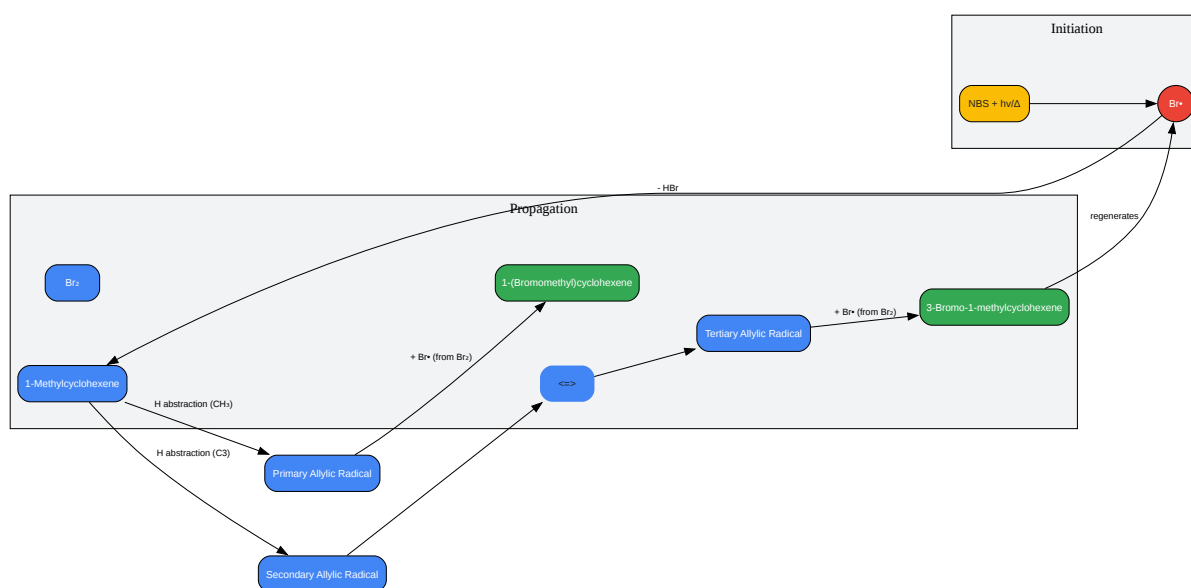 Initiation
NBS + hv/Δ
Br•
- HBr
Propagation
regenerates
Br₂
1-(Bromomethyl)cyclohexene
3-Bromo-1-methylcyclohexene
+ Br• (from Br₂)
Tertiary Allylic Radical
+ Br• (from Br₂)
1-Methylcyclohexene
<=>
H abstraction (CH₃)
H abstraction (C3)
Primary Allylic Radical
Secondary Allylic Radical